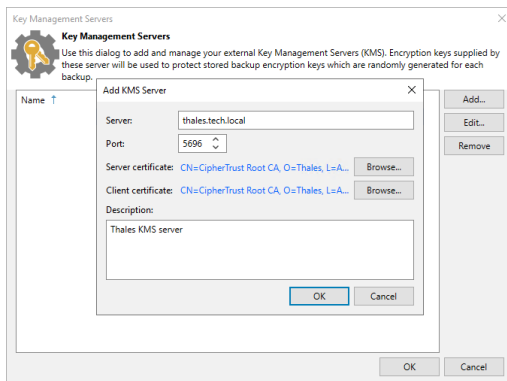 Key Management Servers
Key Management Servers
Use this dialog to add and manage your external Key Management Servers (KMS). Encryption keys supplied by
these server will be used to protect stored backup encryption keys which are randomly generated for each
backup.
Name ↑
Add...
Edit...
Remove
Add KMS Server
Server:
thales.tech.local
Port:
5696
Server certificate:
CN=CipherTrust Root CA, O=Thales, L=A...
Browse...
Client certificate:
CN=CipherTrust Root CA, O=Thales, L=A...
Browse...
Description:
Thales KMS server
OK
Cancel
OK
Cancel